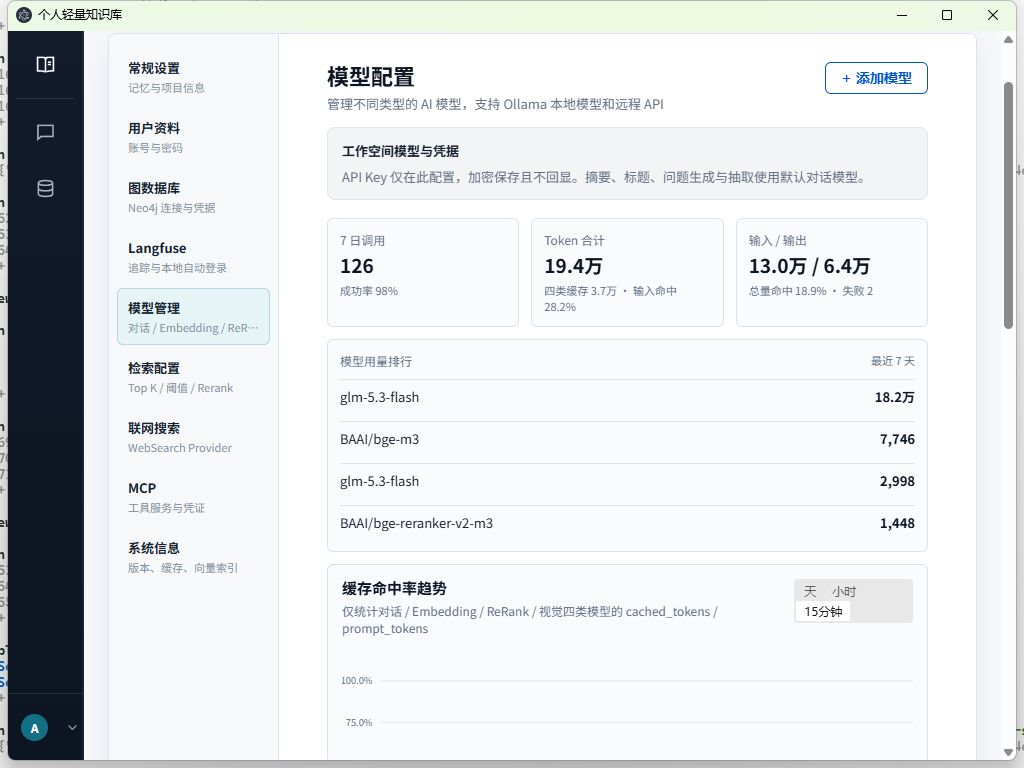 个人轻量知识库
常规设置
记忆与项目信息
用户资料
账号与密码
图数据库
Neo4j 连接与凭据
Langfuse
追踪与本地自动登录
模型管理
对话 / Embedding / ReR···
检索配置
Top K / 阈值 / Rerank
联网搜索
WebSearch Provider
MCP
工具服务与凭证
系统信息
版本、缓存、向量索引
A
模型配置
管理不同类型的 AI 模型，支持 Ollama 本地模型和远程 API
+ 添加模型
工作空间模型与凭据
API Key 仅在此配置，加密保存且不回显。摘要、标题、问题生成与抽取使用默认对话模型。
7 日调用
126
成功率 98%
Token 合计
19.4万
四类缓存 3.7万 · 输入命中
28.2%
输入 / 输出
13.0万 / 6.4万
总量命中 18.9% · 失败 2
模型用量排行
最近 7 天
glm-5.3-flash
18.2万
BAAI/bge-m3
7,746
glm-5.3-flash
2,998
BAAI/bge-reranker-v2-m3
1,448
缓存命中率趋势
仅统计对话 / Embedding / ReRank / 视觉四类模型的 cached_tokens /
prompt_tokens
天 小时
15分钟
100.0%
75.0%